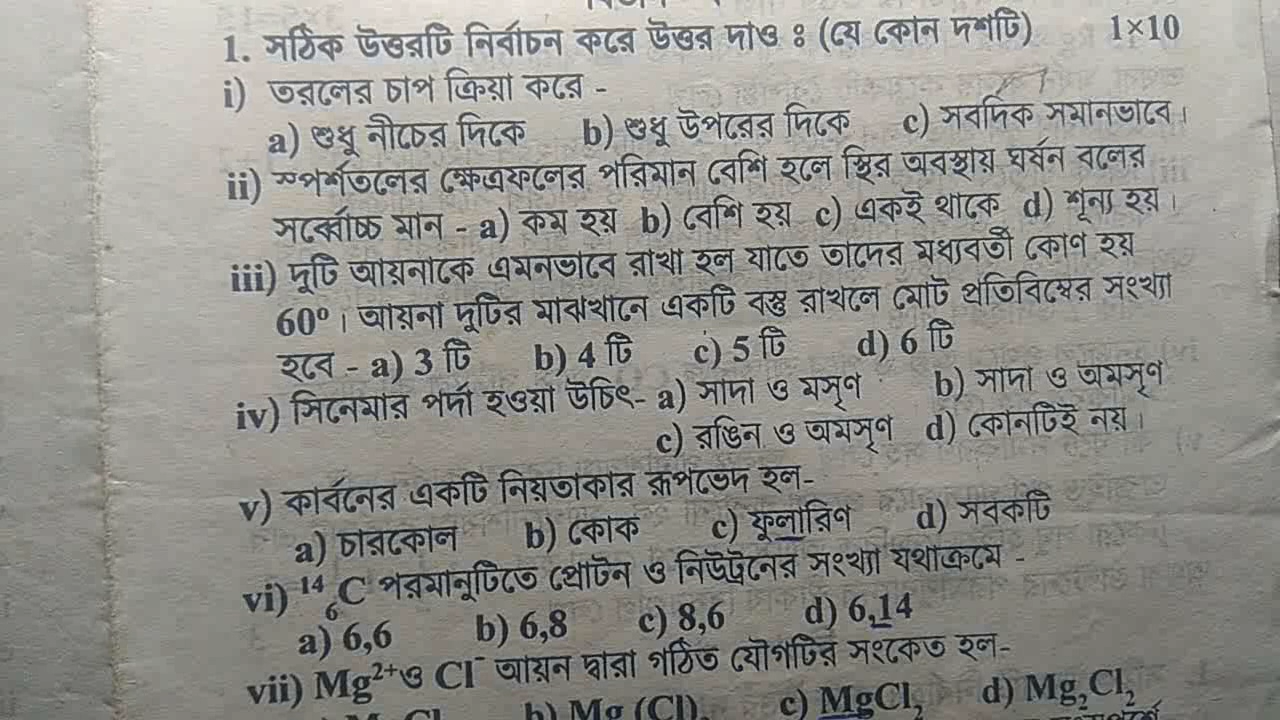 1. সঠিক উত্তরটি নির্বাচন করে উত্তর দাও ঃ (যে কোন দশটি) 1×10
i) তরলের চাপ ক্রিয়া করে -
a) শুধু নীচের দিকে b) শুধু উপরের দিকে c) সবদিক সমানভাবে।
ii) স্পর্শতলের ক্ষেত্রফলের পরিমান বেশি হলে স্থির অবস্থায় ঘর্ষন বলের
সর্ব্বোচ্চ মান - a) কম হয় b) বেশি হয় c) একই থাকে d) শূন্য হয়।
iii) দুটি আয়নাকে এমনভাবে রাখা হল যাতে তাদের মধ্যবর্তী কোণ হয়
60°। আয়না দুটির মাঝখানে একটি বস্তু রাখলে মোট প্রতিবিম্বের সংখ্যা
হবে - a) 3 টি b) 4 টি c) 5 টি d) 6 টি
iv) সিনেমার পর্দা হওয়া উচিৎ- a) সাদা ও মসৃণ b) সাদা ও অমসৃণ
c) রঙিন ও অমসৃণ d) কোনটিই নয়।
v) কার্বনের একটি নিয়তাকার রূপভেদ হল-
a) চারকোল b) কোক c) ফুলারিণ d) সবকটি
vi) ¹⁴₆C পরমানুটিতে প্রোটন ও নিউট্রনের সংখ্যা যথাক্রমে -
a) 6,6 b) 6,8 c) 8,6 d) 6,14
vii) Mg²⁺ও Cl⁻ আয়ন দ্বারা গঠিত যৌগটির সংকেত হল-
b) Mg (Cl)₂ c) MgCl₂ d) Mg₂Cl₂